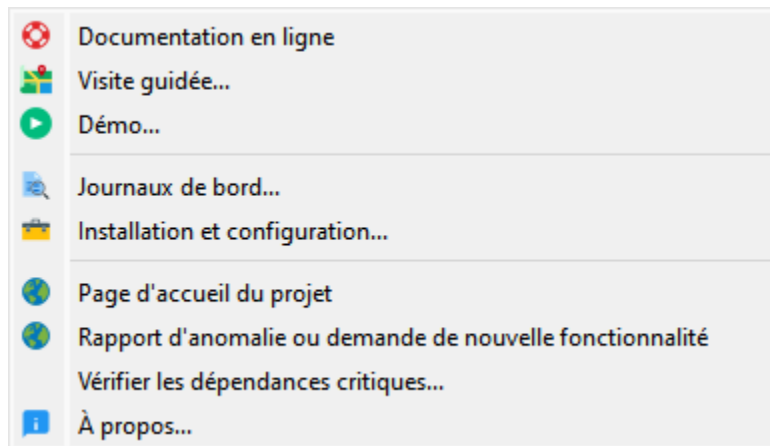 Documentation en ligne
Visite guidée...
Démo...
Journaux de bord...
Installation et configuration...
Page d'accueil du projet
Rapport d'anomalie ou demande de nouvelle fonctionnalité
Vérifier les dépendances critiques...
À propos...